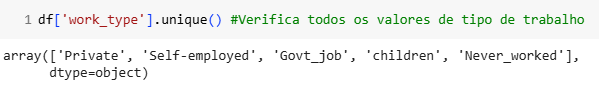 1 df['work_type'].unique() #Verifica todos os valores de tipo de trabalho
array(['Private', 'Self-employed', 'Govt_job', 'children', 'Never_worked'],
      dtype=object)